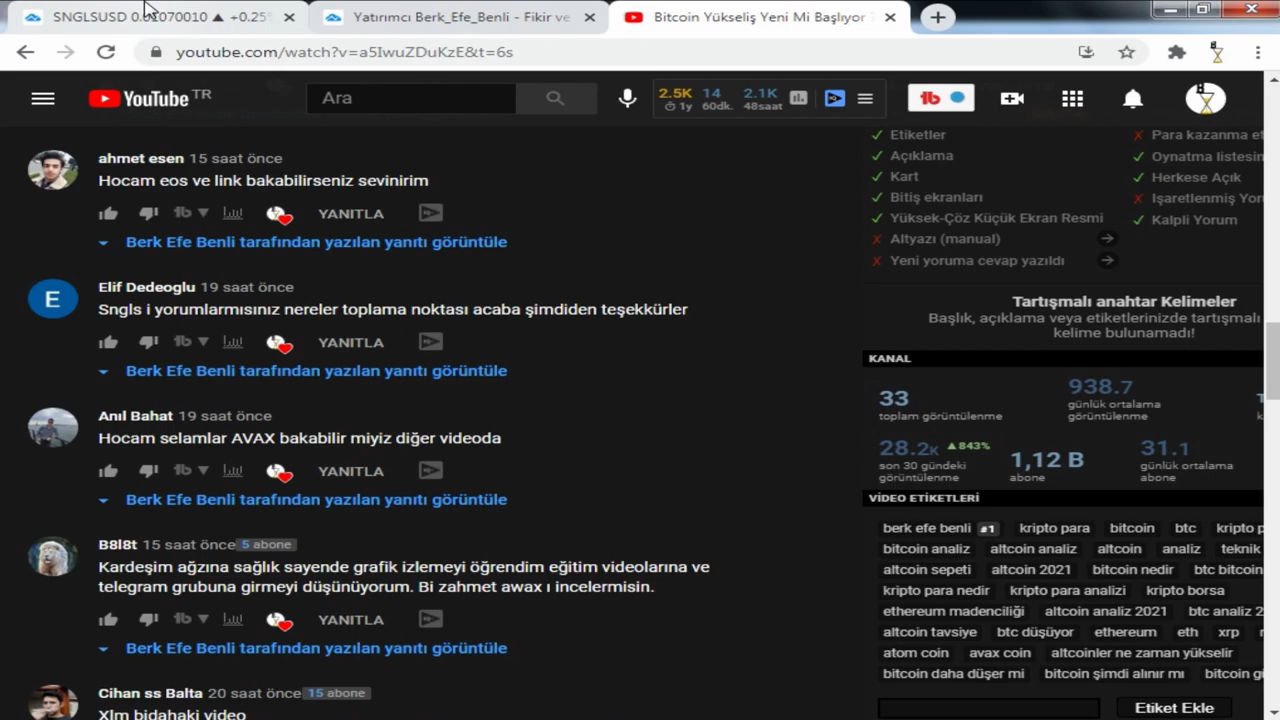 SNGLSUSD 0.01070010 ▲ +0.25
Yatırımcı Berk_Efe_Benli - Fikir ve
Bitcoin Yükseliş Yeni Mi Başlıyor
youtube.com/watch?v=a5IwuZDuKzE&t=6s
YouTube TR
Ara
2.5K 14 2.1K
1y 60dk. 48saat
ahmet esen 15 saat önce
Hocam eos ve link bakabilirseniz sevinirim
YANITLA
Berk Efe Benli tarafından yazılan yanıtı görüntüle
Elif Dedeoglu 19 saat önce
Sngls i yorumlarmısınız nereler toplama noktası acaba şimdiden teşekkürler
YANITLA
Berk Efe Benli tarafından yazılan yanıtı görüntüle
Anıl Bahat 19 saat önce
Hocam selamlar AVAX bakabilir miyiz diğer videoda
YANITLA
Berk Efe Benli tarafından yazılan yanıtı görüntüle
B8l8t 15 saat önce 5 abone
Kardeşim ağzına sağlık sayende grafik izlemeyi öğrendim eğitim videolarına ve
telegram grubuna girmeyi düşünüyorum. Bi zahmet awax ı incelermisin.
YANITLA
Berk Efe Benli tarafından yazılan yanıtı görüntüle
Cihan ss Balta 20 saat önce 15 abone
Xlm bidahaki video
Etiketler
Açıklama
Kart
Bitiş ekranları
Yüksek-Çöz Küçük Ekran Resmi
Altyazı (manual)
Yeni yoruma cevap yazıldı
Para kazanma et
Oynatma listesin
Herkese Açık
Işaretlenmiş Yor
Kalpli Yorum
Tartışmalı anahtar Kelimeler
Başlık, açıklama veya etiketlerinizde tartışmalı
kelime bulunamadı!
KANAL
33
toplam görüntülenme
938.7
günlük ortalama
görüntülenme
28.2K ▲843%
son 30 gündeki
görüntülenme
1,12 B
abone
31.1
günlük ortalama
abone
VİDEO ETİKETLERİ
berk efe benli #1 kripto para bitcoin btc kripto p
bitcoin analiz altcoin analiz altcoin analiz teknik
altcoin sepeti altcoin 2021 bitcoin nedir btc bitcoin
kripto para nedir kripto para analizi kripto borsa
ethereum madenciliği altcoin analiz 2021 btc analiz 2
altcoin tavsiye btc düşüyor ethereum eth xrp
atom coin avax coin altcoinler ne zaman yükselir
bitcoin daha düşer mi bitcoin şimdi alınır mı bitcoin gi
Etiket Ekle